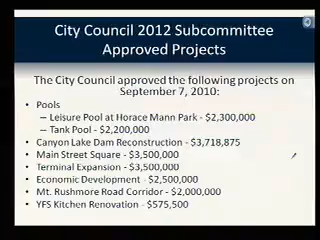 City Council 2012 Subcommittee
Approved Projects
The City Council approved the following projects on
September 7, 2010:
• Pools
– Leisure Pool at Horace Mann Park - $2,300,000
– Tank Pool - $2,200,000
• Canyon Lake Dam Reconstruction - $3,718,875
• Main Street Square - $3,500,000
• Terminal Expansion - $3,500,000
• Economic Development - $2,500,000
• Mt. Rushmore Road Corridor - $2,000,000
• YFS Kitchen Renovation - $575,500